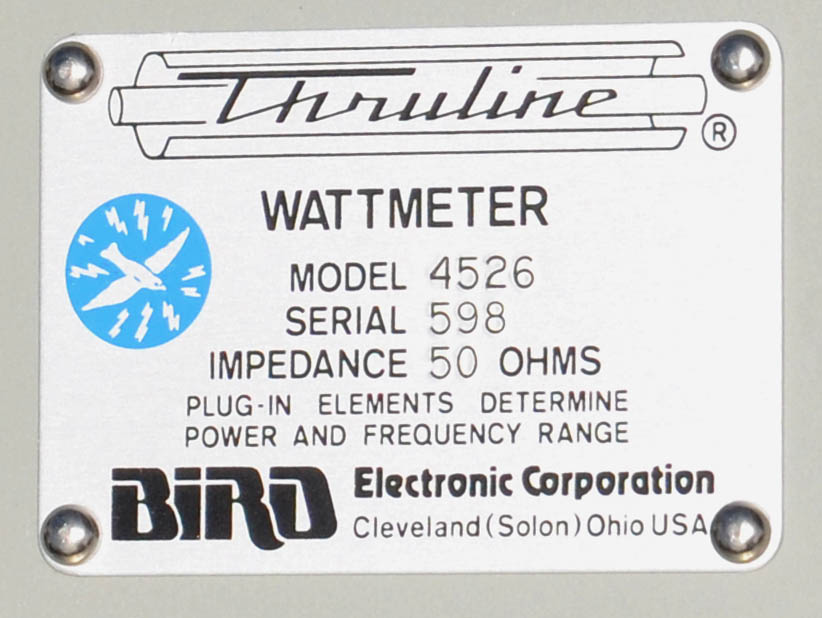 Thruline
®
WATTMETER
MODEL 4526
SERIAL 598
IMPEDANCE 50 OHMS
PLUG-IN ELEMENTS DETERMINE
POWER AND FREQUENCY RANGE
BIRD Electronic Corporation
Cleveland (Solon) Ohio USA